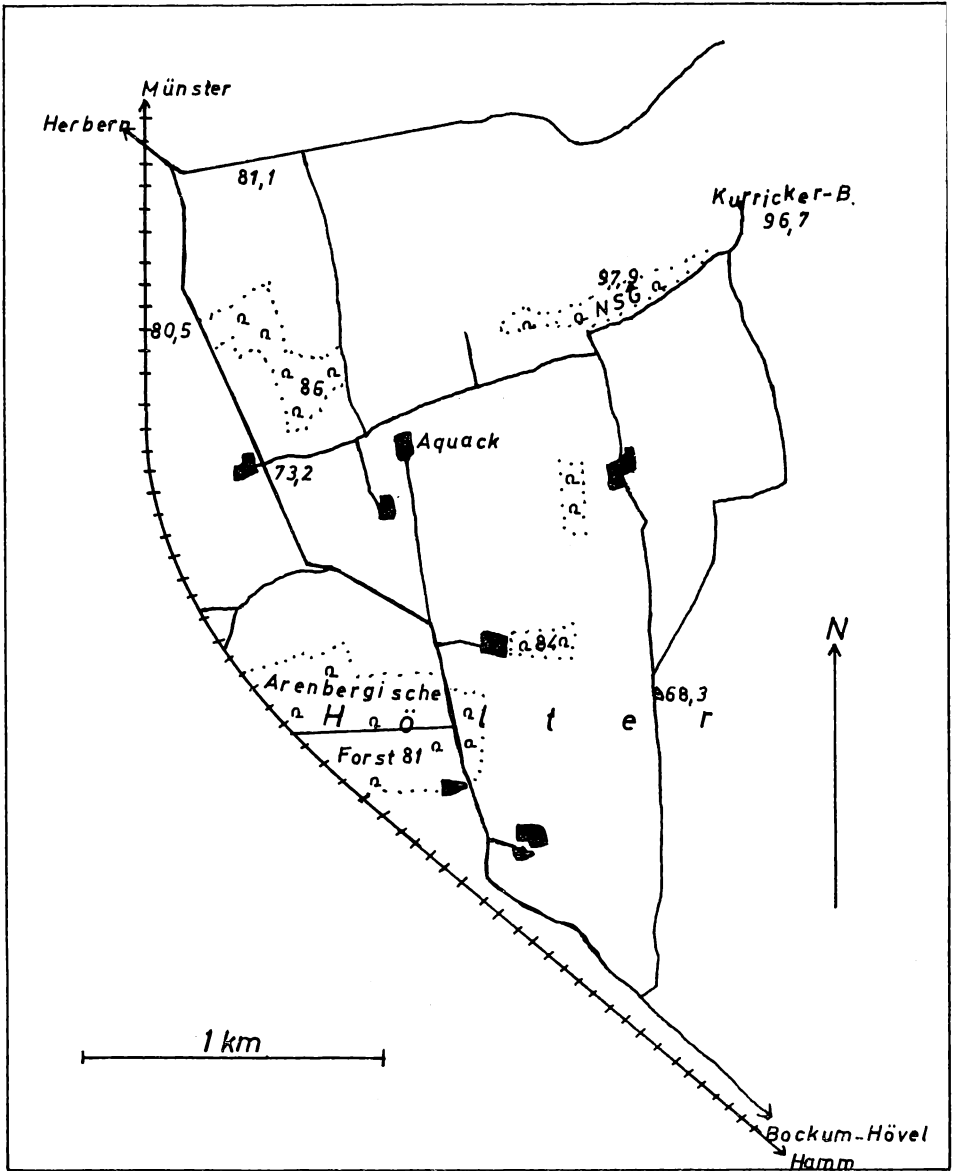 Münster
Herbern
81,1
Kurricker-B.
96,7
97,9
NSG
80,5
86
Aquack
73,2
N
84
Arenbergische
68,3
Hölter
Forst 81
1 km
Bockum-Hövel
Hamm